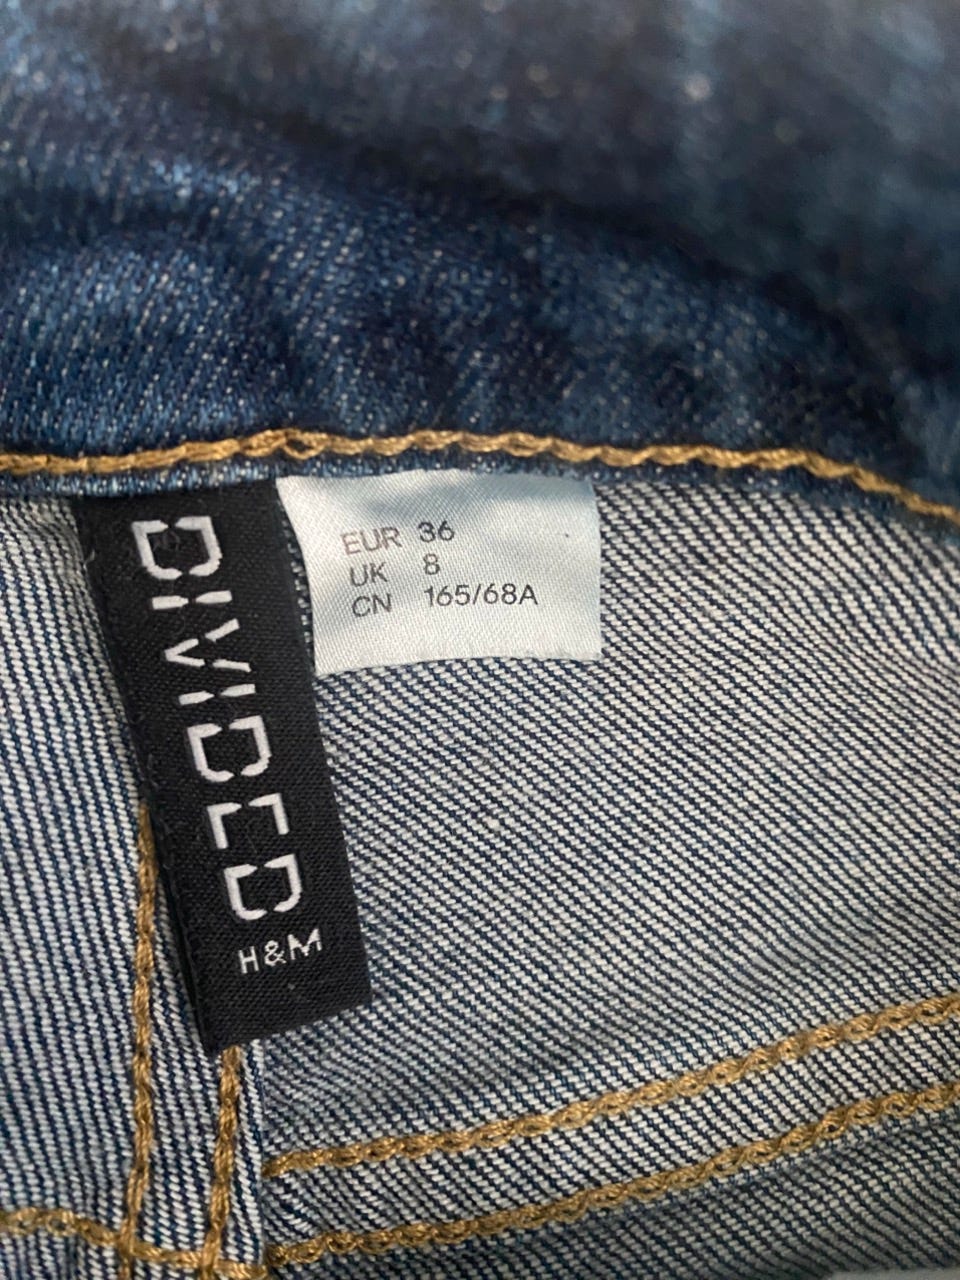 DIVIDED
H&M
EUR 36
UK 8
CN 165/68A